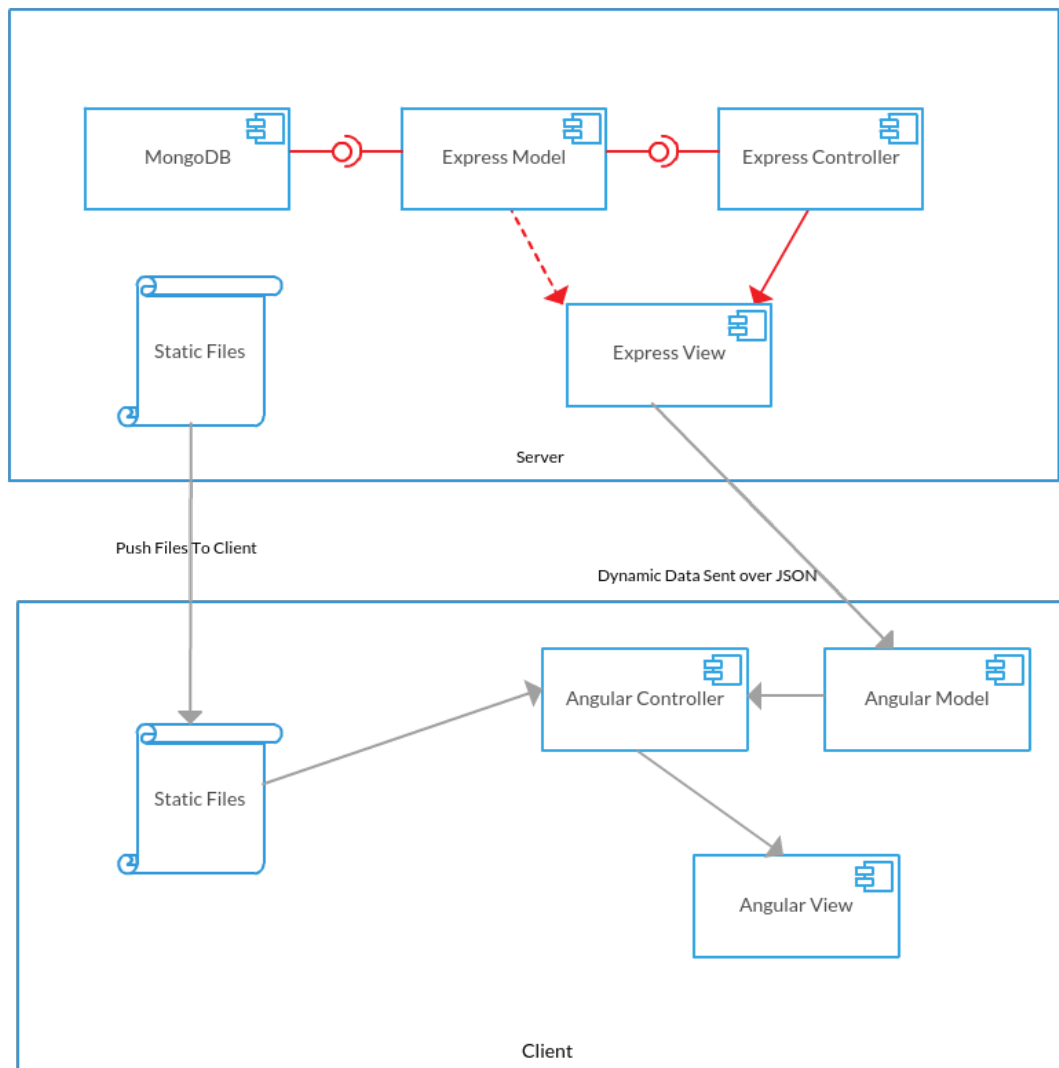 MongoDB
Express Model
Express Controller
Static Files
Express View
Server
Push Files To Client
Dynamic Data Sent over JSON
Angular Controller
Angular Model
Static Files
Angular View
Client